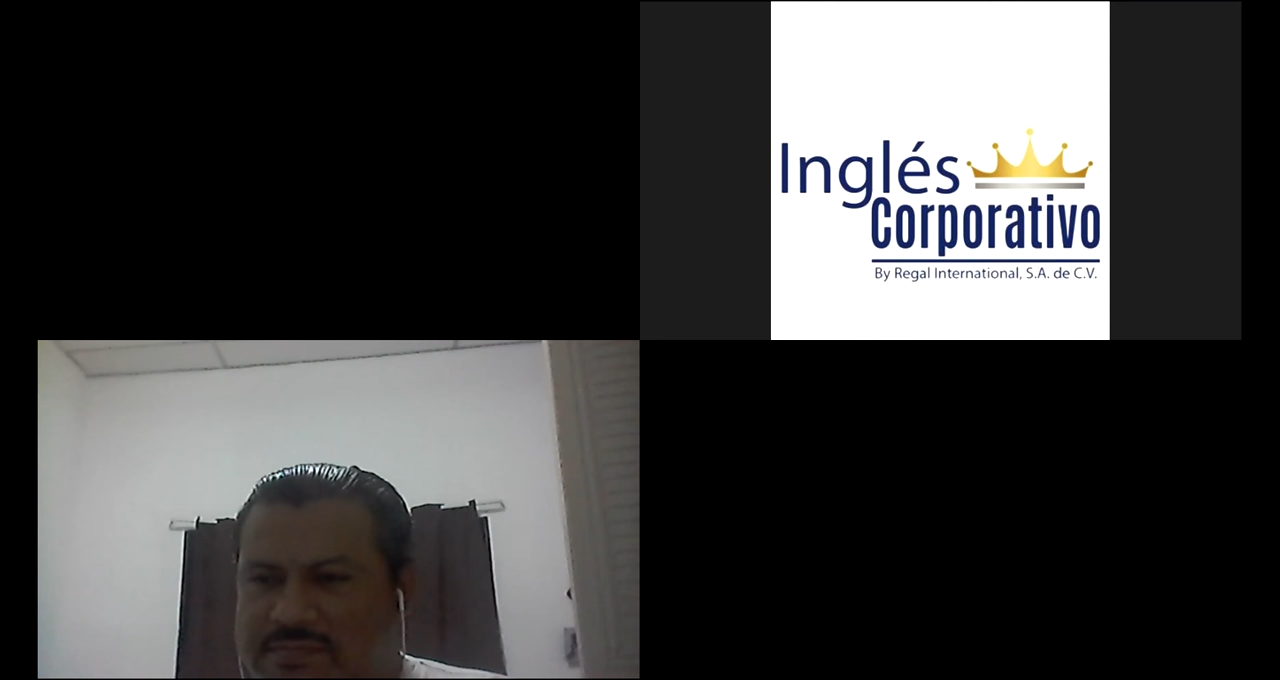 Inglés
Corporativo
By Regal International, S.A. de C.V.